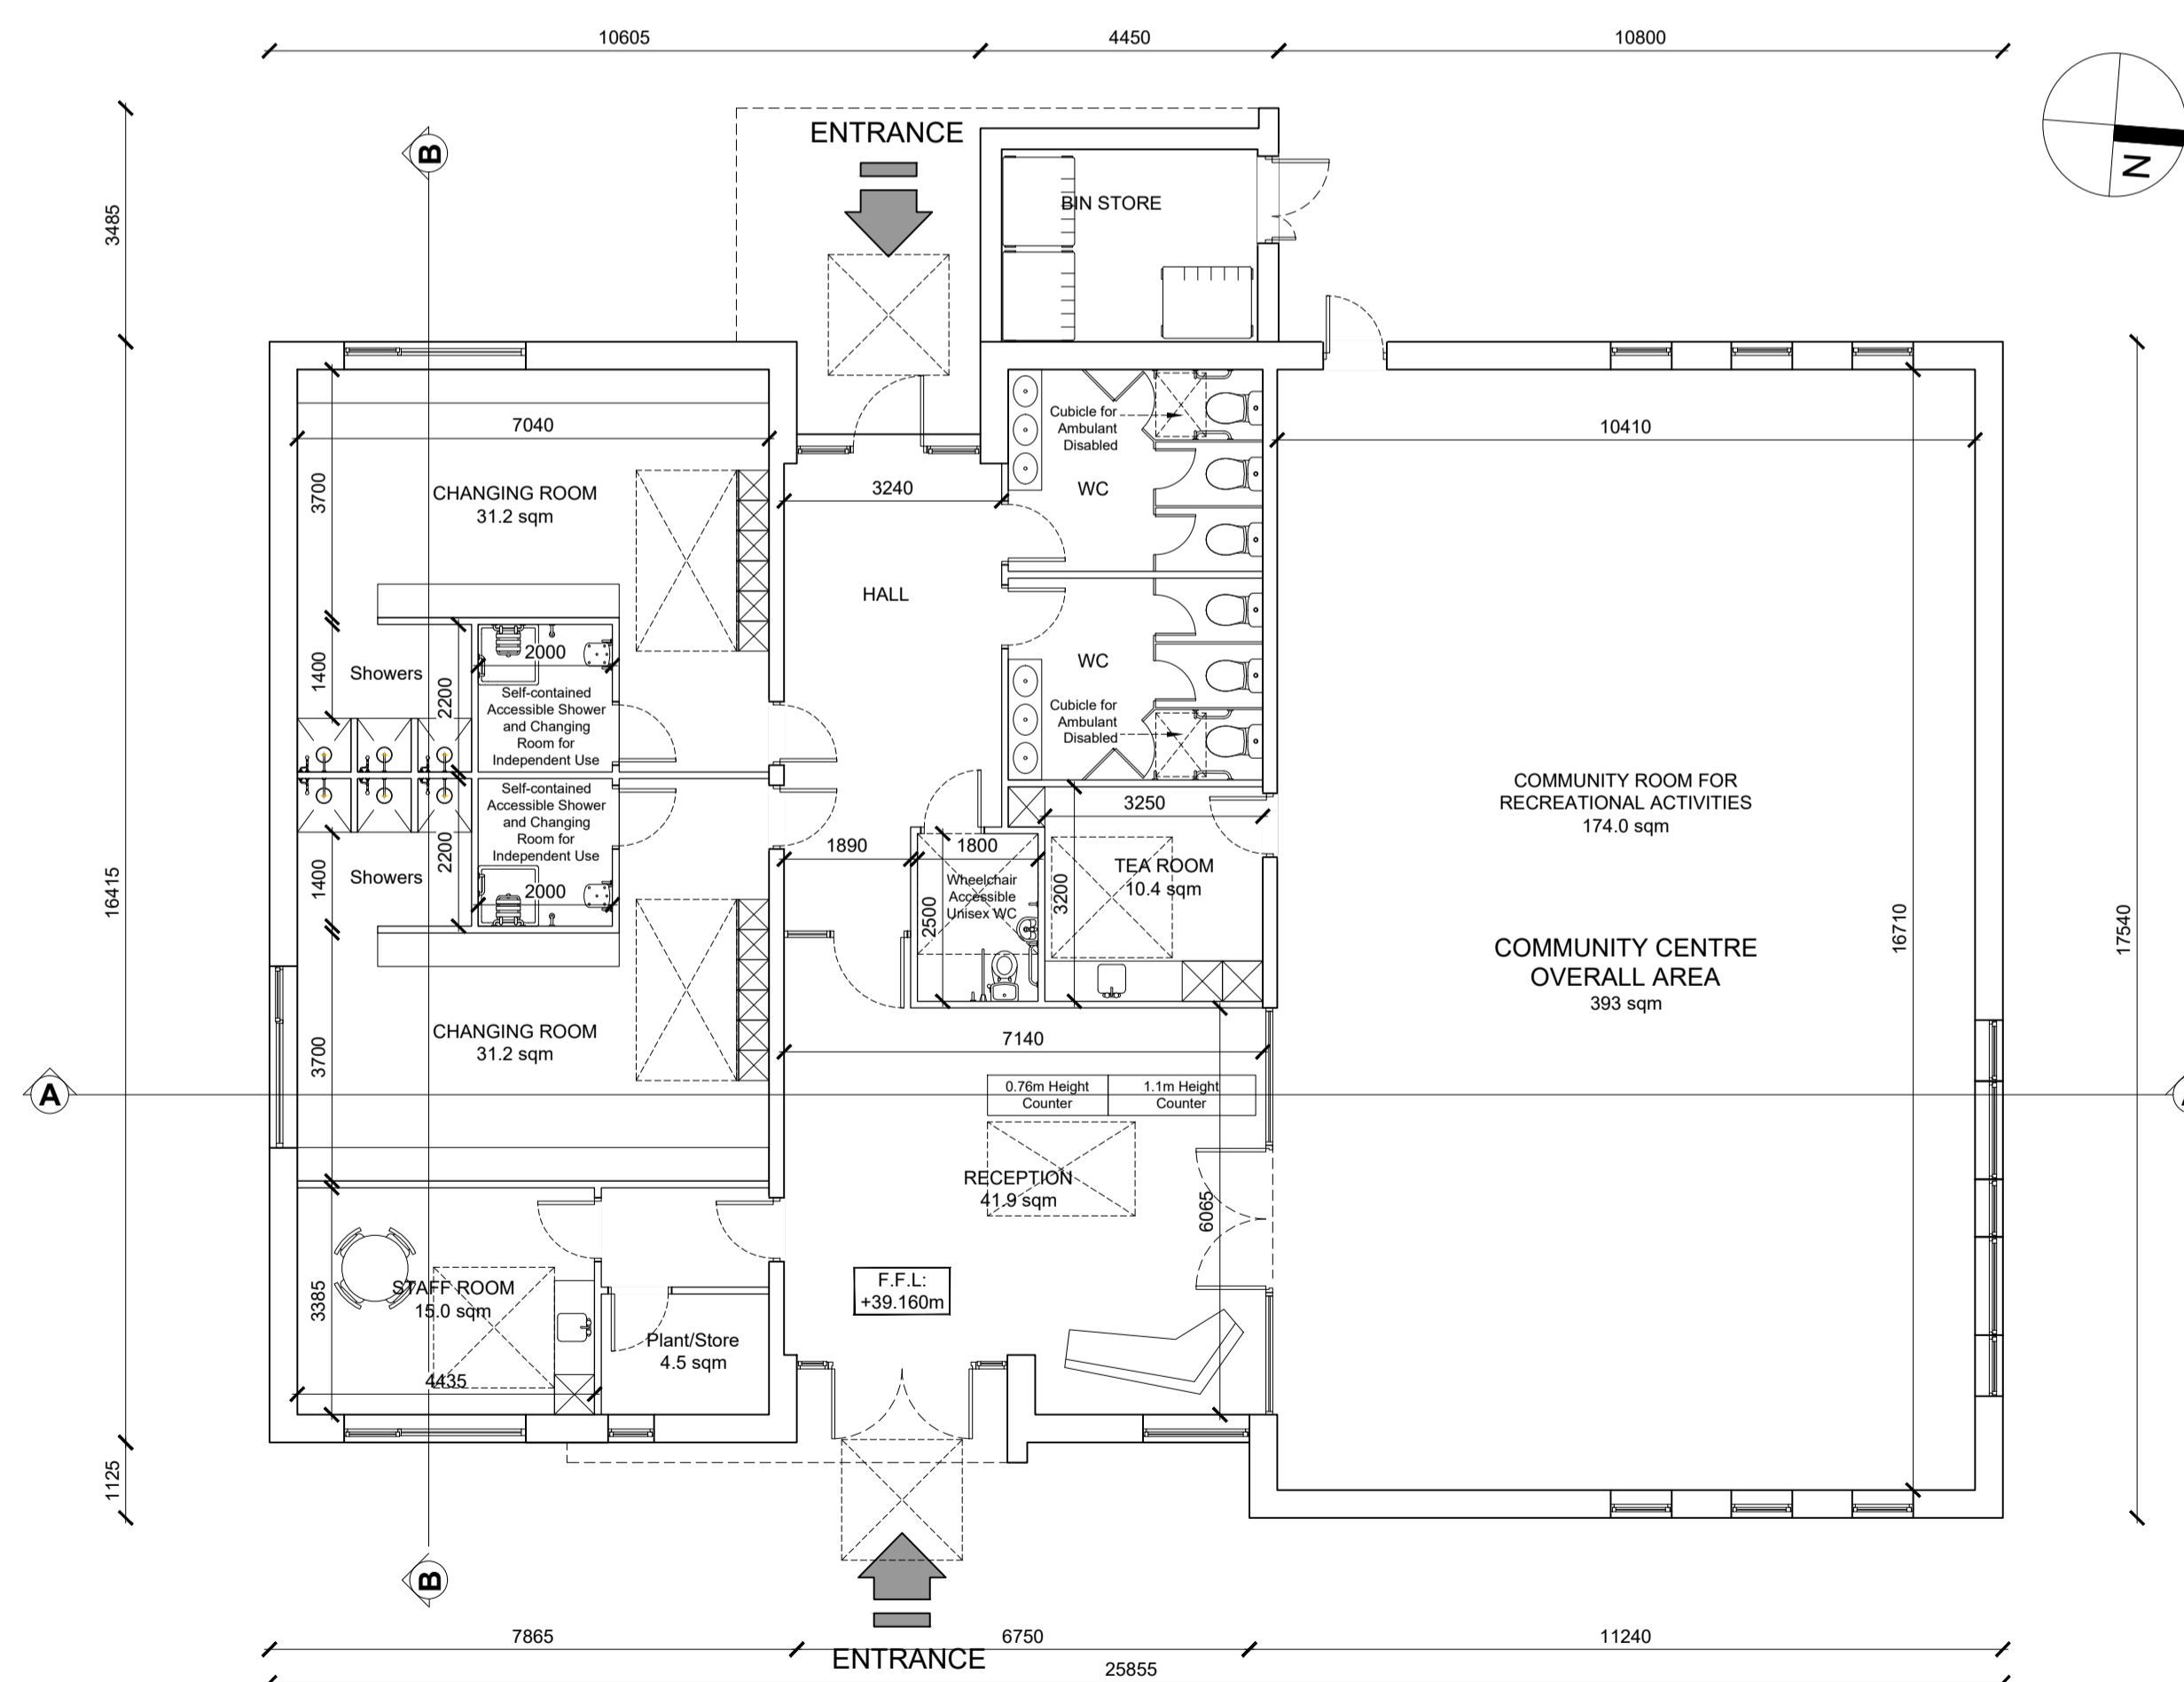 10605
4450
10800
ENTRANCE
N
B
3485
BIN STORE
7040
10410
Cubicle for
Ambulant
Disabled
CHANGING ROOM
31.2 sqm
3700
3240
WC
HALL
1400
Showers
2200
2000
Self-contained
Accessible Shower
and Changing
Room for
Independent Use
WC
Cubicle for
Ambulant
Disabled
Self-contained
Accessible Shower
and Changing
Room for
Independent Use
2000
2200
1400
Showers
1890
1800
Wheelchair
Accessible
Unisex WC
2500
3250
3200
TEA ROOM
10.4 sqm
COMMUNITY ROOM FOR
RECREATIONAL ACTIVITIES
174.0 sqm
COMMUNITY CENTRE
OVERALL AREA
393 sqm
16415
16710
17540
CHANGING ROOM
31.2 sqm
3700
7140
0.76m Height
Counter
1.1m Height
Counter
A
RECEPTION
41.9 sqm
6065
F.F.L:
+39.160m
STAFF ROOM
15.0 sqm
3385
4435
Plant/Store
4.5 sqm
1125
B
7865
6750
11240
ENTRANCE
25855